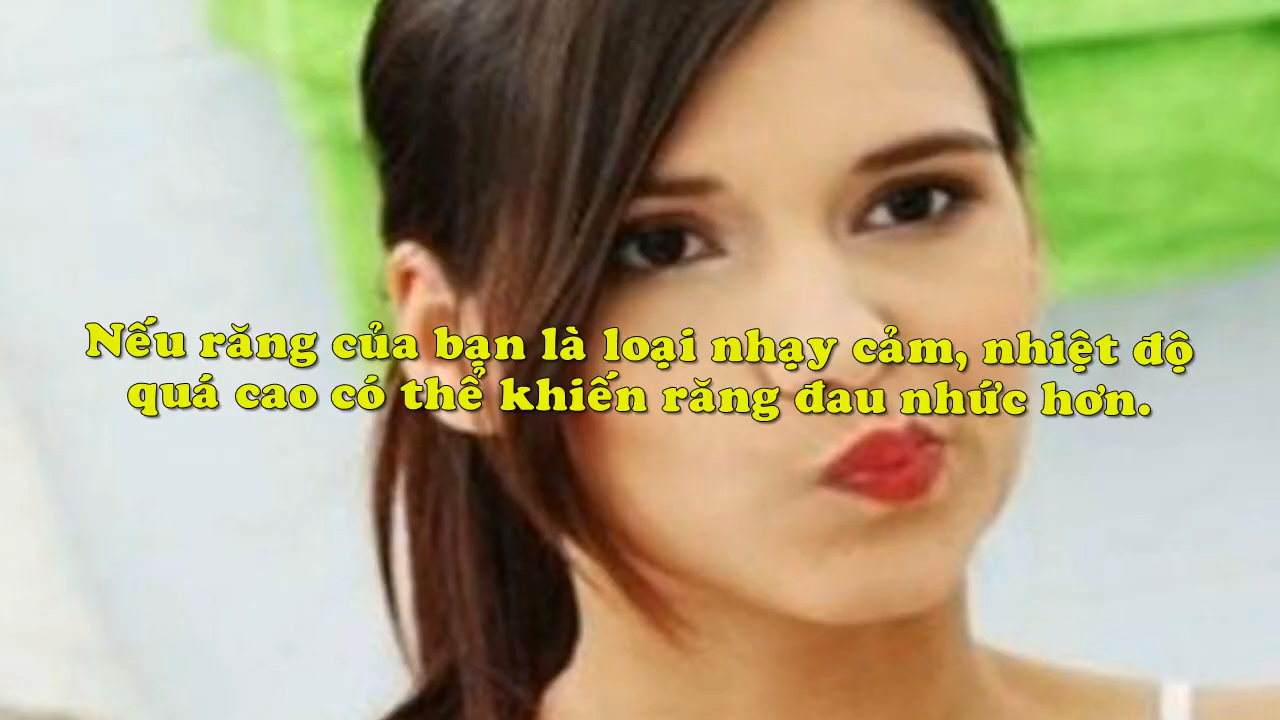 Nếu răng của bạn là loại nhạy cảm, nhiệt độ
quá cao có thể khiến răng đau nhức hơn.